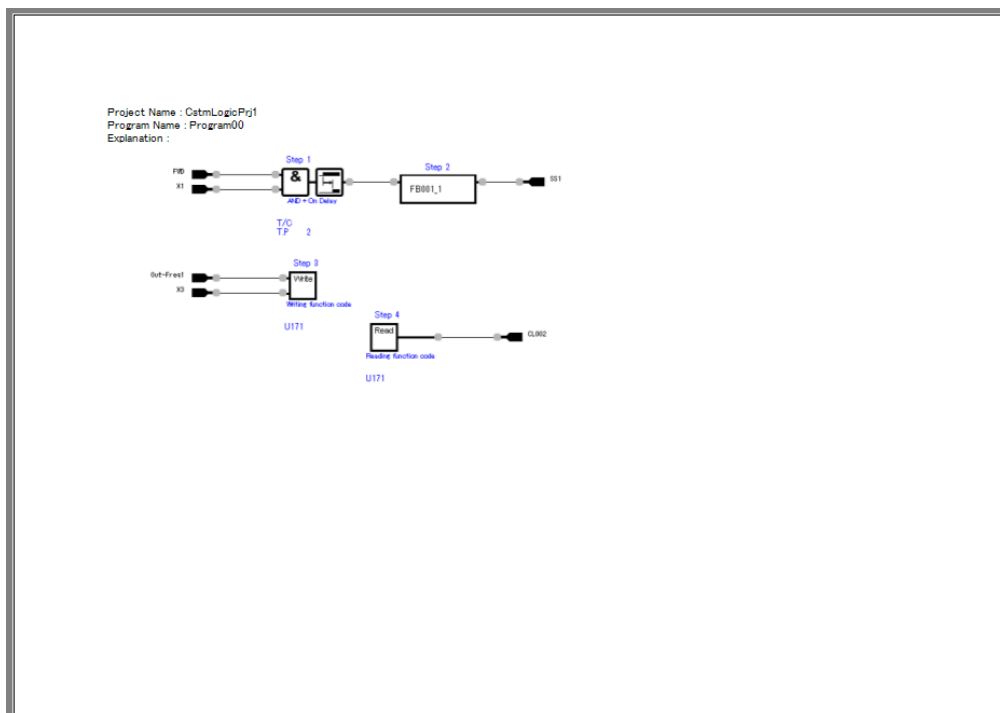 Project Name : CstmLogicPrj1
Program Name : Program00
Explanation :
Step 1
Step 2
FWD
X1
&
FB001_1
SS1
AND + On Delay
T/C
T.P 2
Step 3
Out-Freq1
X3
Write
Writing function code
U171
Step 4
Read
CL002
Reading function code
U171